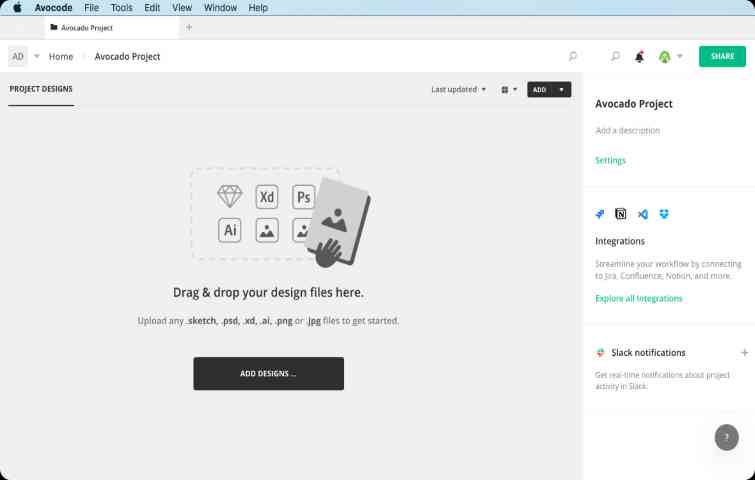 Avocode File Tools Edit View Window Help
Avocado Project +
AD Home Avocado Project SHARE
PROJECT DESIGNS Last updated ADD
Xd Ps
Ai
Drag & drop your design files here.
Upload any .sketch, .psd, .xd, .ai, .png or .jpg files to get started.
ADD DESIGNS ...
Avocado Project
Add a description
Settings
Integrations
Streamline your workflow by connecting
to Jira, Confluence, Notion, and more.
Explore all Integrations
Slack notifications +
Get real-time notifications about project
activity in Slack.
?